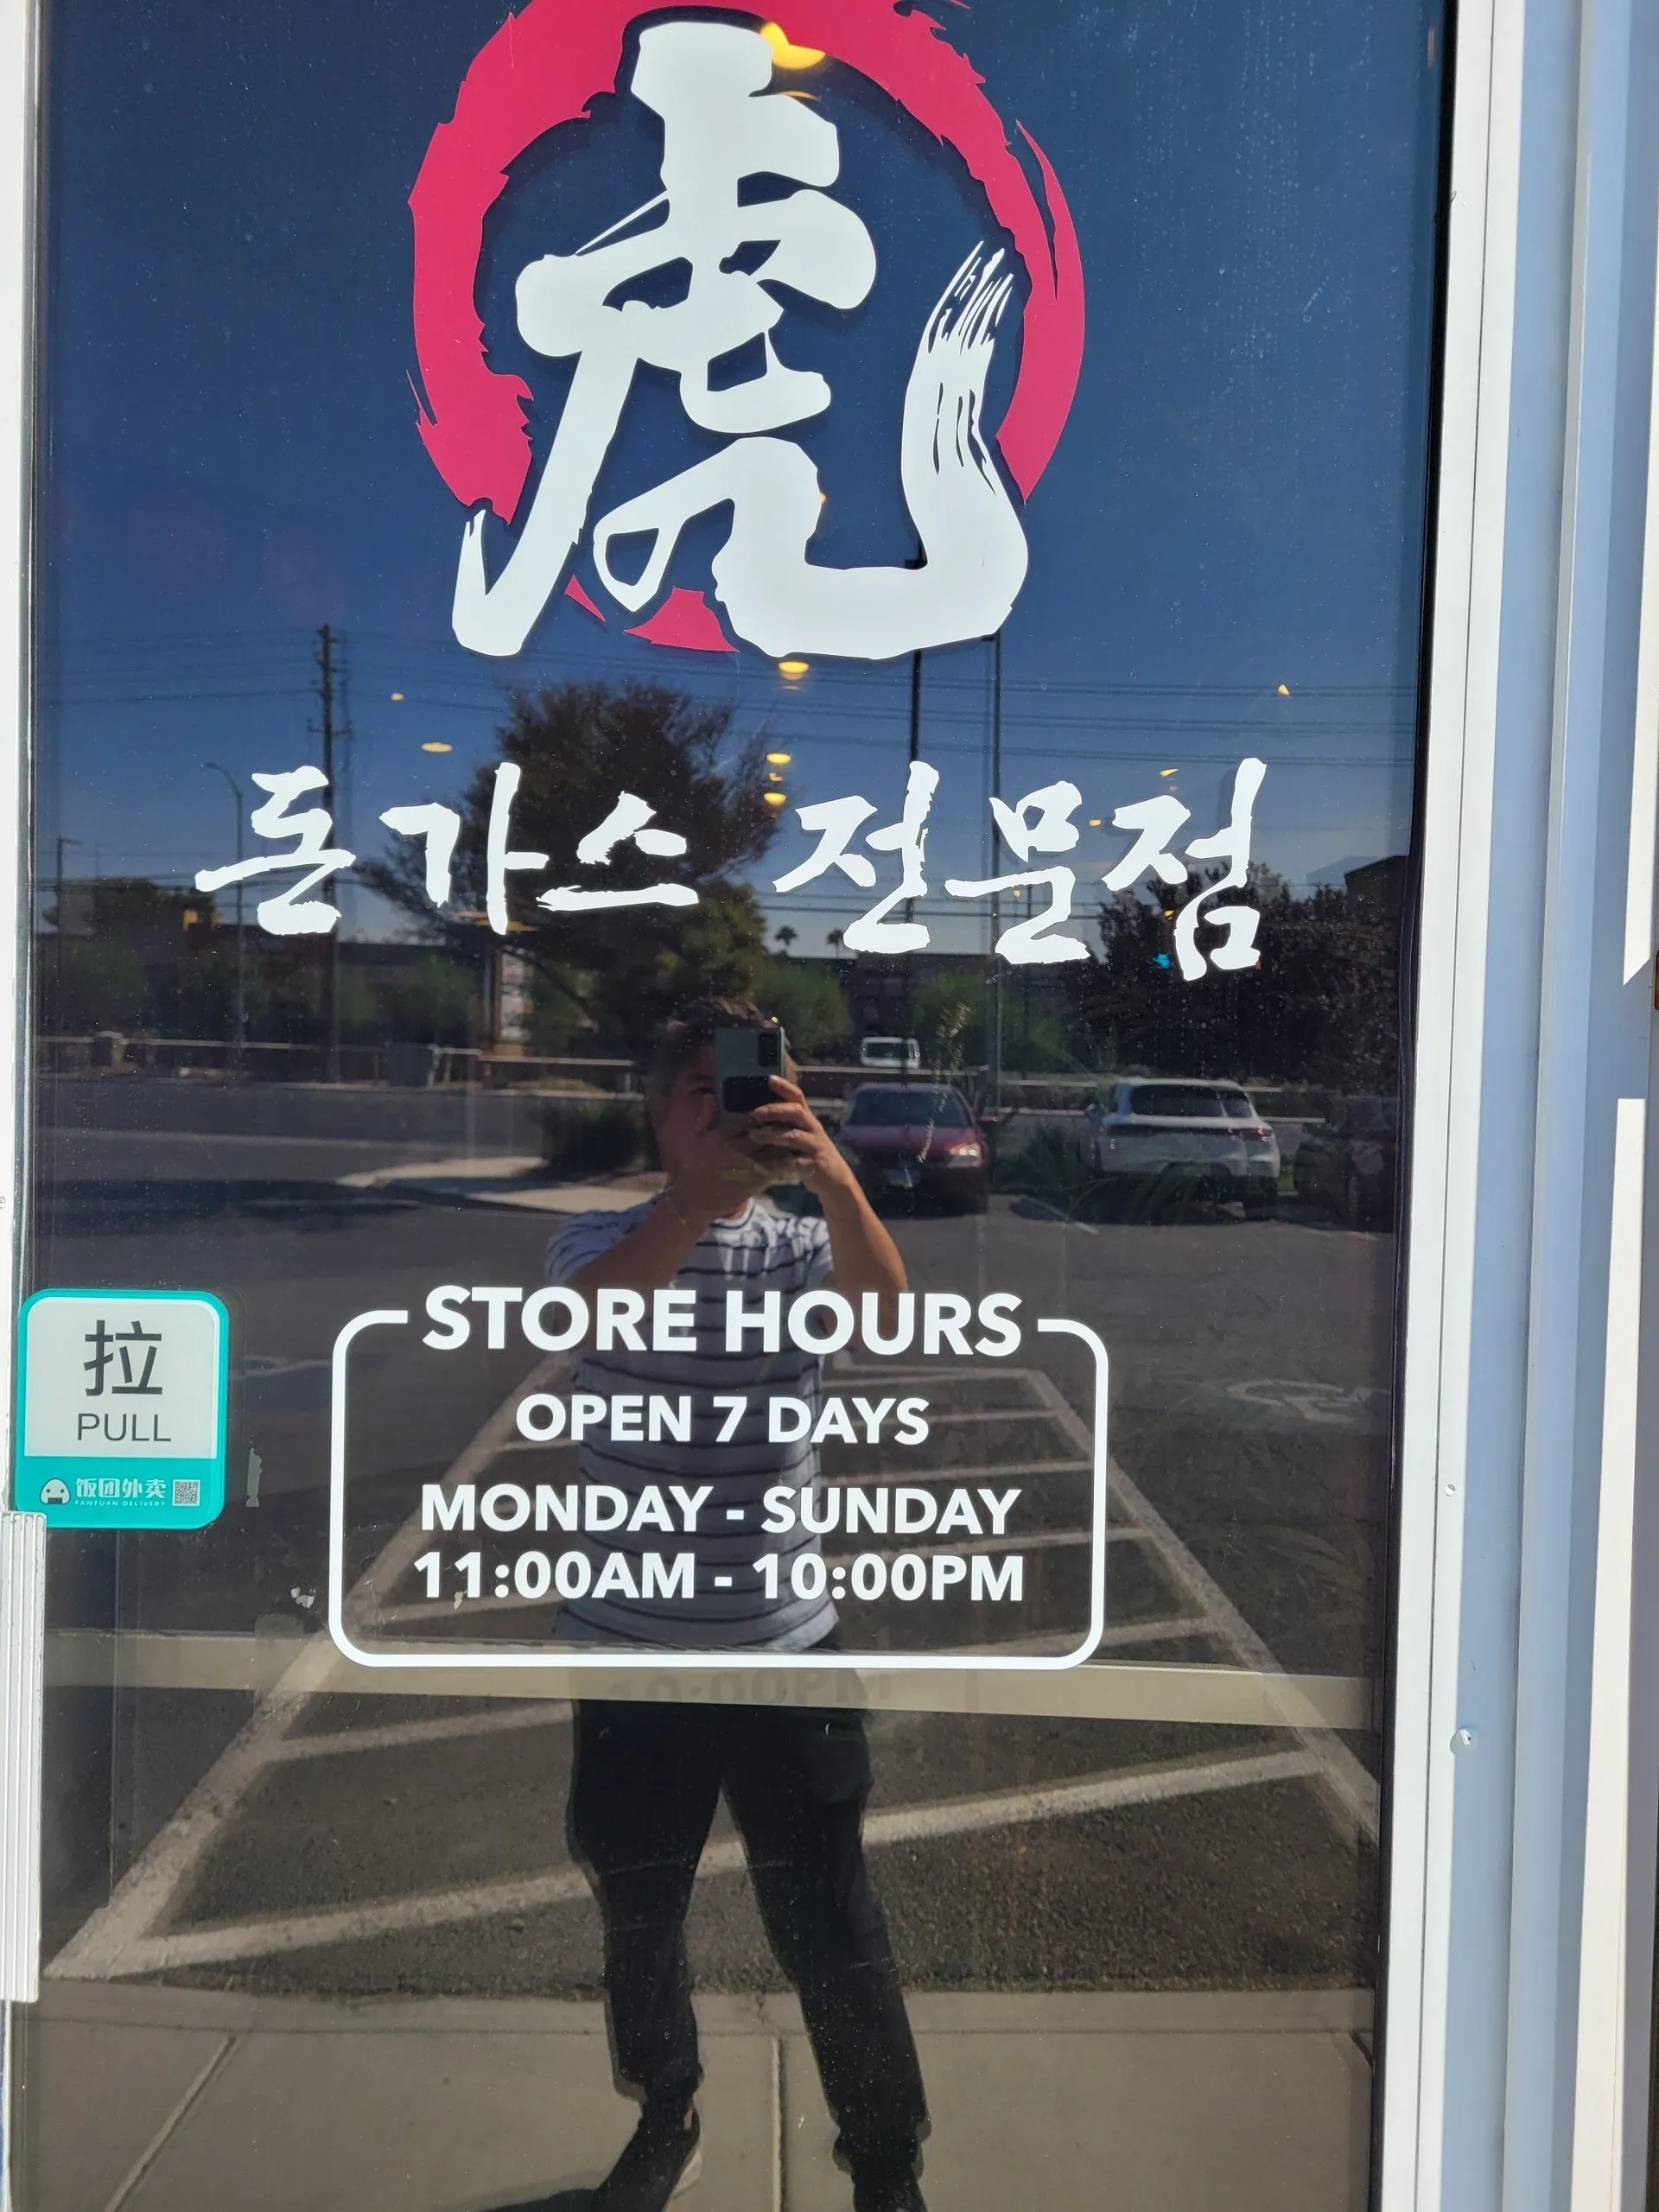 虎
돈가스 전문점
拉
PULL
饭团外卖
FANTUAN DELIVERY
STORE HOURS
OPEN 7 DAYS
MONDAY - SUNDAY
11:00AM - 10:00PM